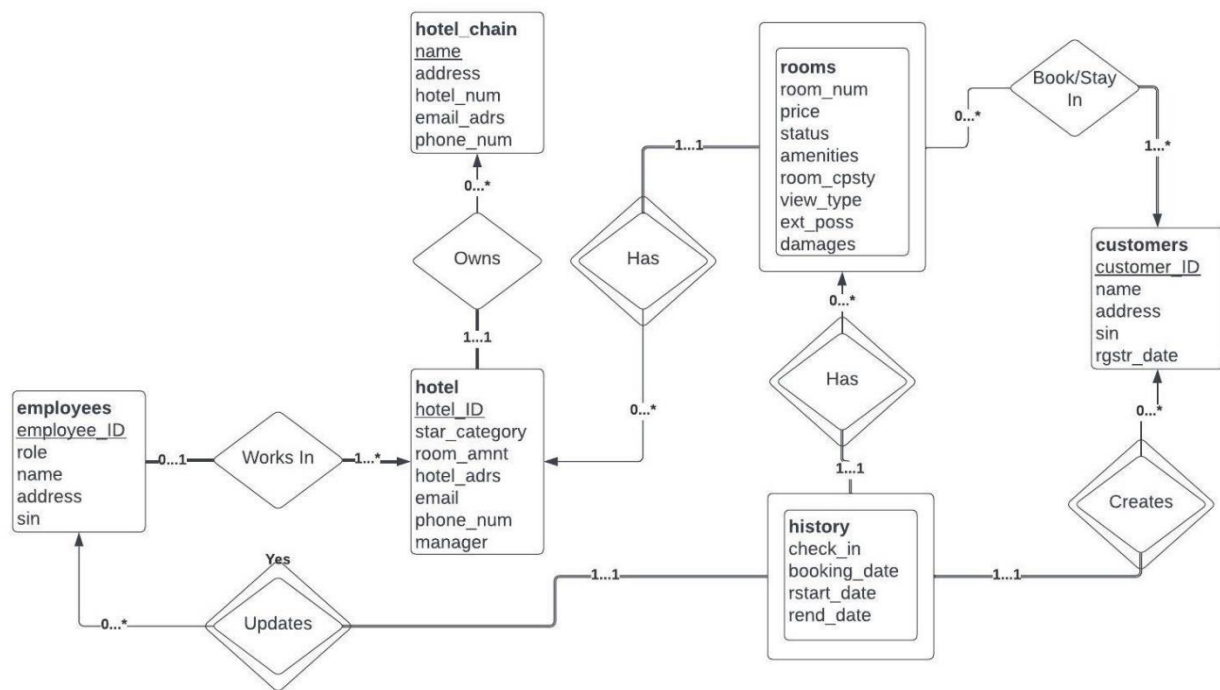 hotel_chain
name
address
hotel_num
email_adrs
phone_num
0...*
Owns
1...1
rooms
room_num
price
status
amenities
room_cpsty
view_type
ext_poss
damages
Book/Stay
In
0...*
1...*
1...1
Has
0...*
customers
customer_ID
name
address
sin
rgstr_date
0...*
Has
1...1
hotel
hotel_ID
star_category
room_amnt
hotel_adrs
email
phone_num
manager
employees
employee_ID
role
name
address
sin
0...1
Works In
1...*
0...*
Creates
1...1
history
check_in
booking_date
rstart_date
rend_date
1...1
Yes
Updates
0...*